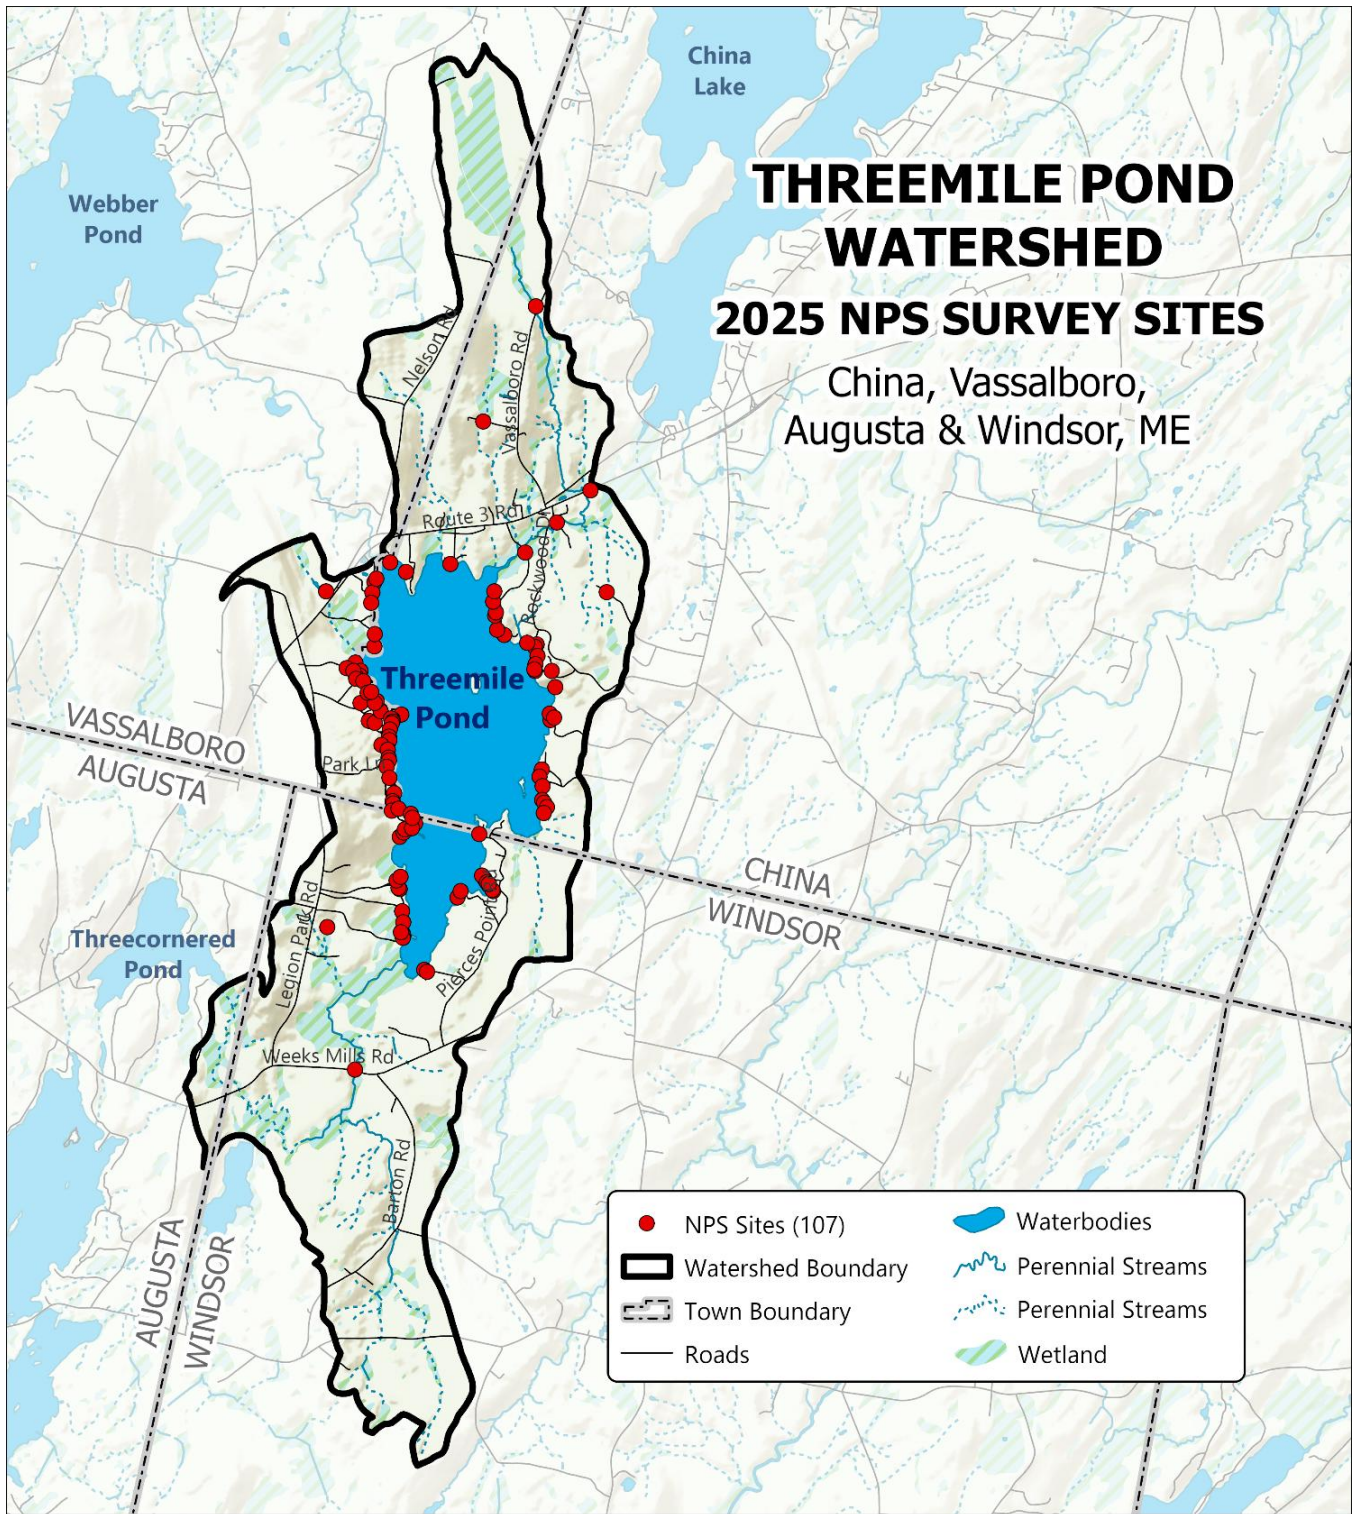 China
Lake
Webber
Pond
THREEMILE POND
WATERSHED
2025 NPS SURVEY SITES
China, Vassalboro,
Augusta & Windsor, ME
Nelson Rd
Vassalboro Rd
Route 3 Rd
Rockwood Dr
Threemile
Pond
VASSALBORO
AUGUSTA
Park Ln
CHINA
WINDSOR
Legion Park Rd
Threecornered
Pond
Pierces Point
Weeks Mills Rd
Barton Rd
AUGUSTA
WINDSOR
NPS Sites (107)
Watershed Boundary
Town Boundary
Roads
Waterbodies
Perennial Streams
Perennial Streams
Wetland